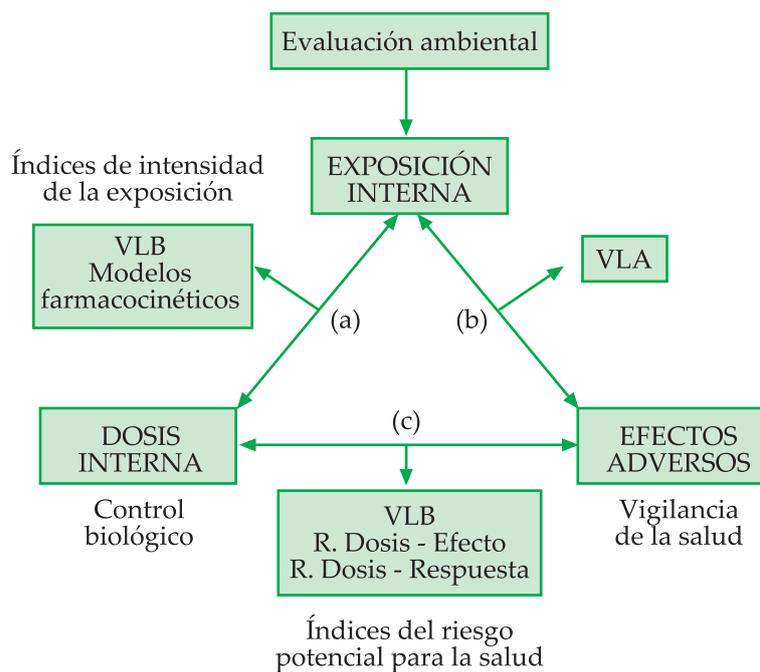 Evaluación ambiental
EXPOSICIÓN
INTERNA
Índices de intensidad
de la exposición
VLB
Modelos
farmacocinéticos
VLA
(a)
(b)
(c)
DOSIS
INTERNA
EFECTOS
ADVERSOS
Control
biológico
VLB
R. Dosis - Efecto
R. Dosis - Respuesta
Vigilancia
de la salud
Índices del riesgo
potencial para la salud